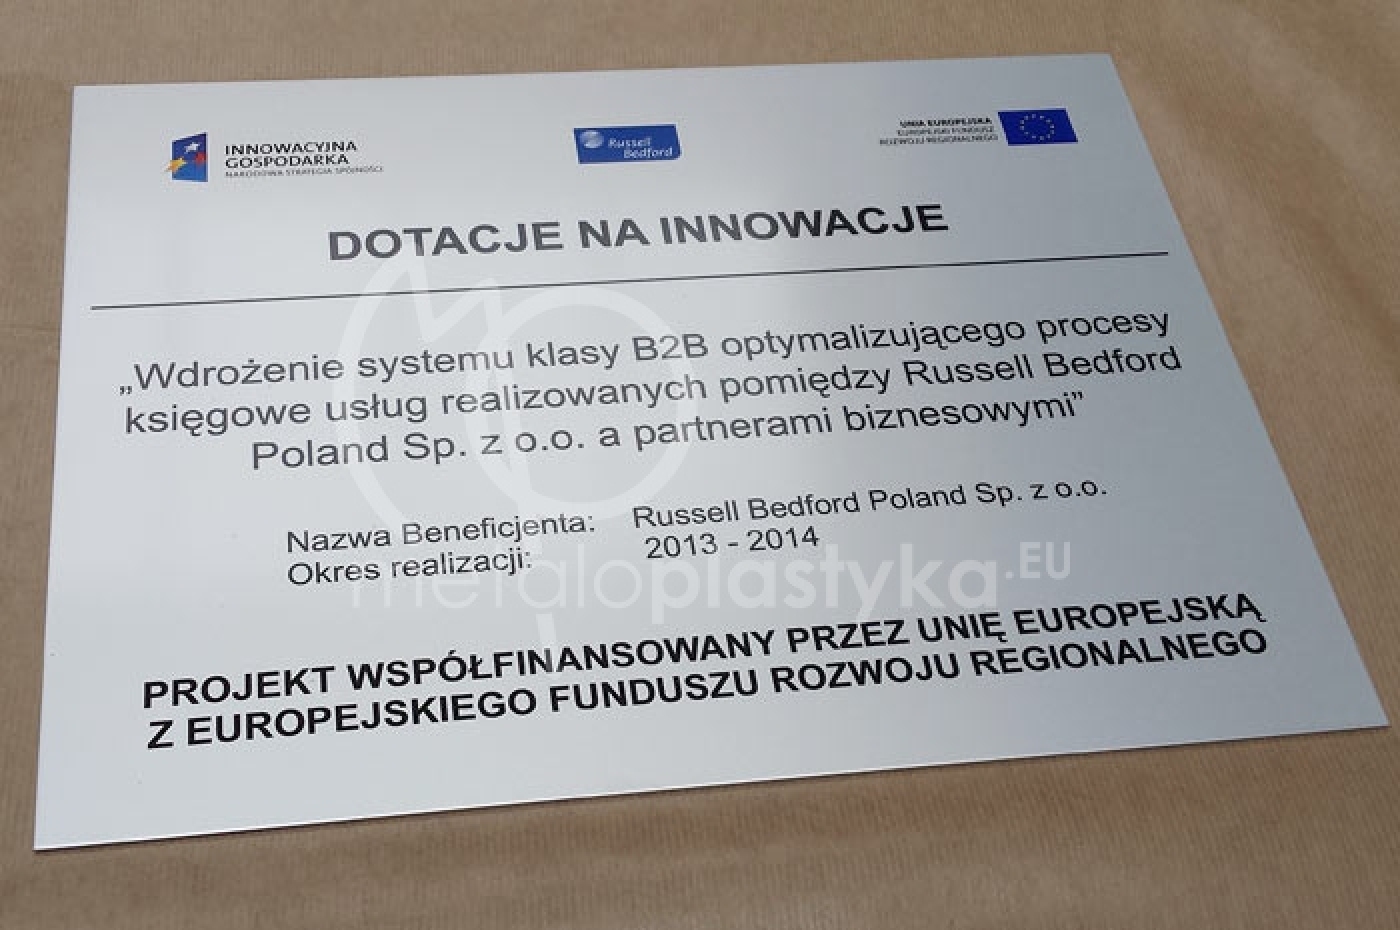 INNOWACYJNA
GOSPODARKA
NARODOWA STRATEGIA SPÓJNOŚCI
Russell
Bedford
UNIA EUROPEJSKA
EUROPEJSKI FUNDUSZ
ROZWOJU REGIONALNEGO
DOTACJE NA INNOWACJE
„Wdrożenie systemu klasy B2B optymalizującego procesy
księgowe usług realizowanych pomiędzy Russell Bedford
Poland Sp. z o.o. a partnerami biznesowymi”
Nazwa Beneficjenta: Russell Bedford Poland Sp. z o.o.
Okres realizacji: 2013 - 2014
metaloplastyka.EU
PROJEKT WSPÓŁFINANSOWANY PRZEZ UNIĘ EUROPEJSKĄ
Z EUROPEJSKIEGO FUNDUSZU ROZWOJU REGIONALNEGO